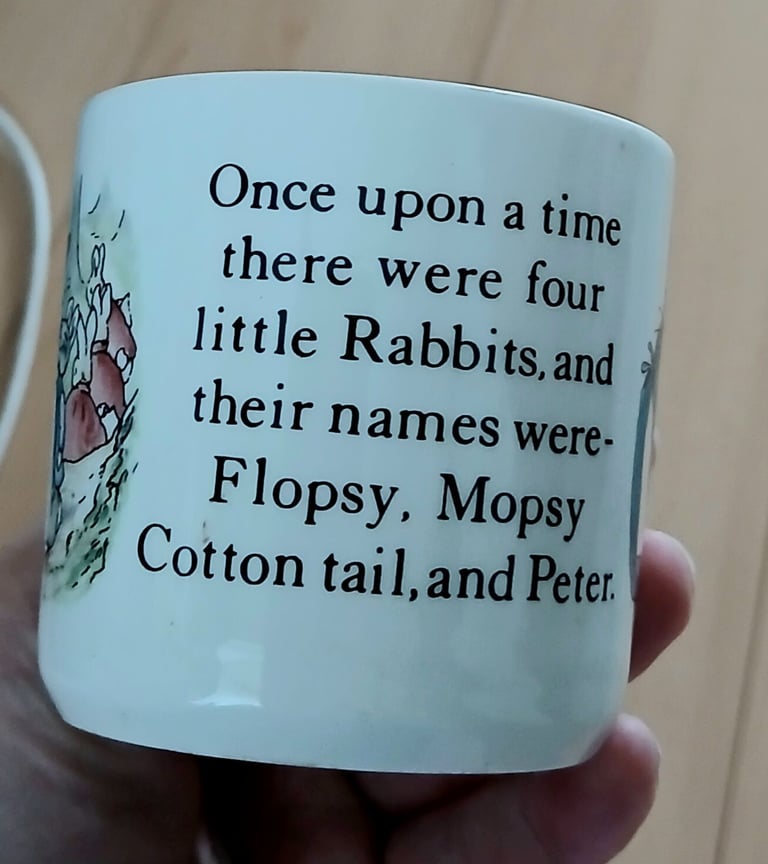 Once upon a time
there were four
little Rabbits, and
their names were-
Flopsy, Mopsy
Cotton tail, and Peter.